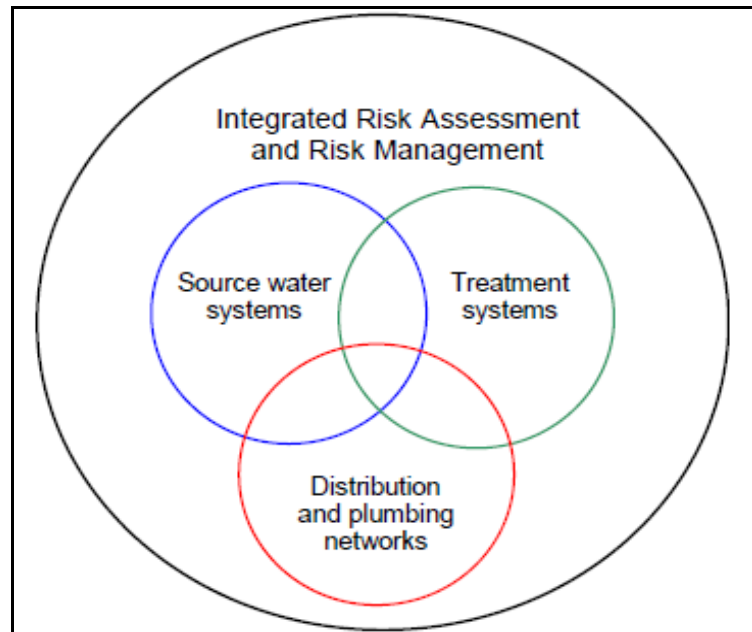 Integrated Risk Assessment
and Risk Management
Source water
systems
Treatment
systems
Distribution
and plumbing
networks